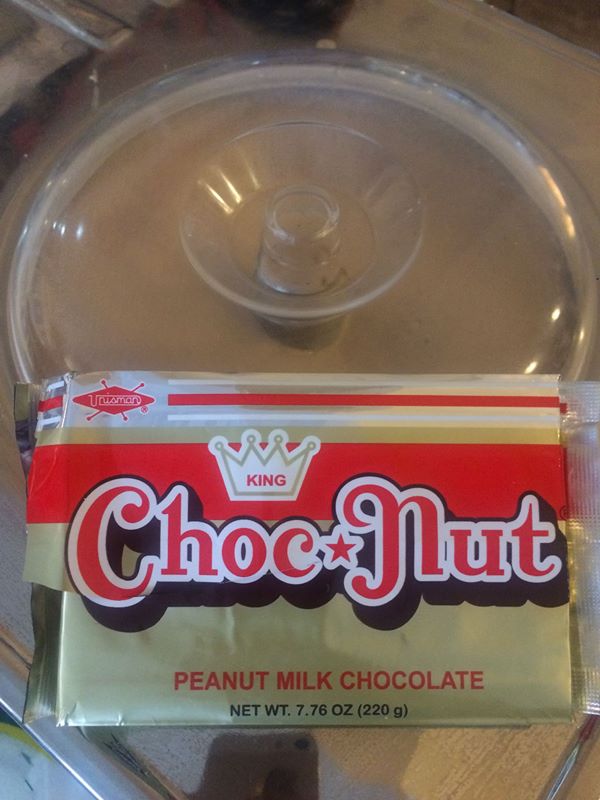 Unisman®
KING
Choc★Nut
PEANUT MILK CHOCOLATE
NET WT. 7.76 OZ (220 g)